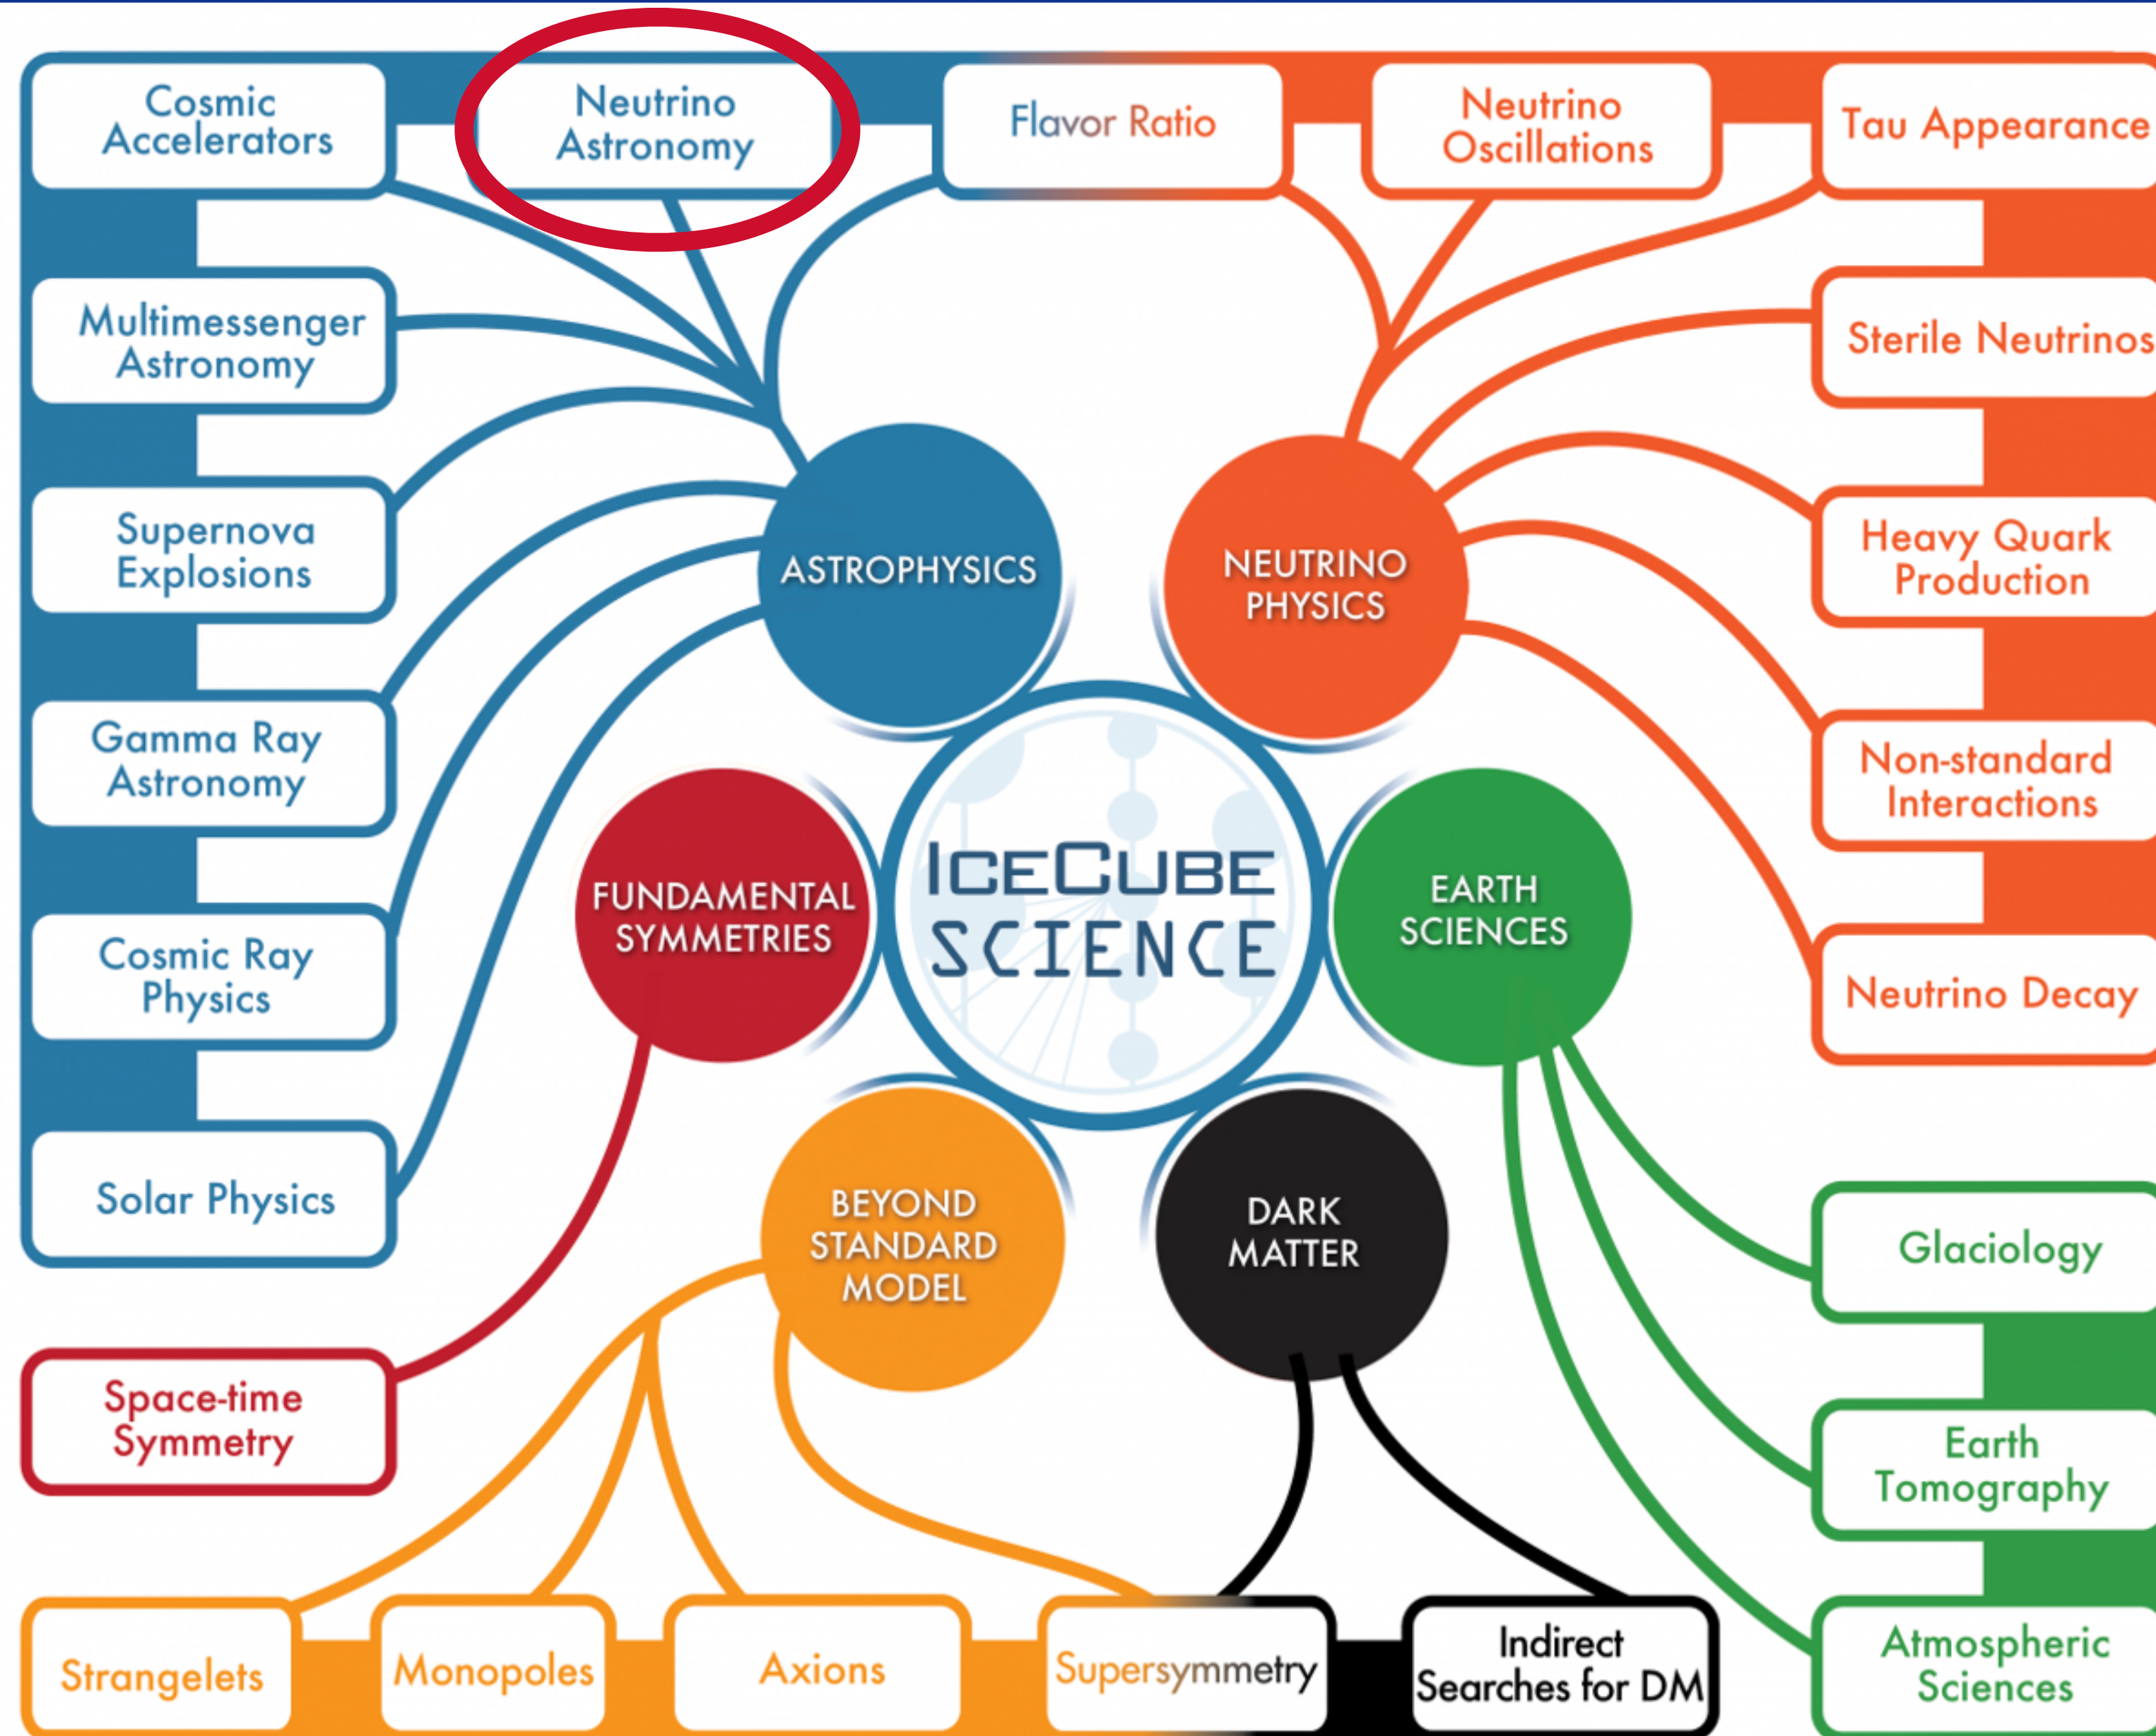 Cosmic
Accelerators
Neutrino
Astronomy
Flavor Ratio
Neutrino
Oscillations
Tau Appearance
Multimessenger
Astronomy
Sterile Neutrinos
Supernova
Explosions
ASTROPHYSICS
NEUTRINO
PHYSICS
Heavy Quark
Production
Gamma Ray
Astronomy
Non-standard
Interactions
FUNDAMENTAL
SYMMETRIES
ICECUBE
SCIENCE
EARTH
SCIENCES
Cosmic Ray
Physics
Neutrino Decay
Solar Physics
BEYOND
STANDARD
MODEL
DARK
MATTER
Glaciology
Space-time
Symmetry
Earth
Tomography
Strangelets
Monopoles
Axions
Supersymmetry
Indirect
Searches for DM
Atmospheric
Sciences